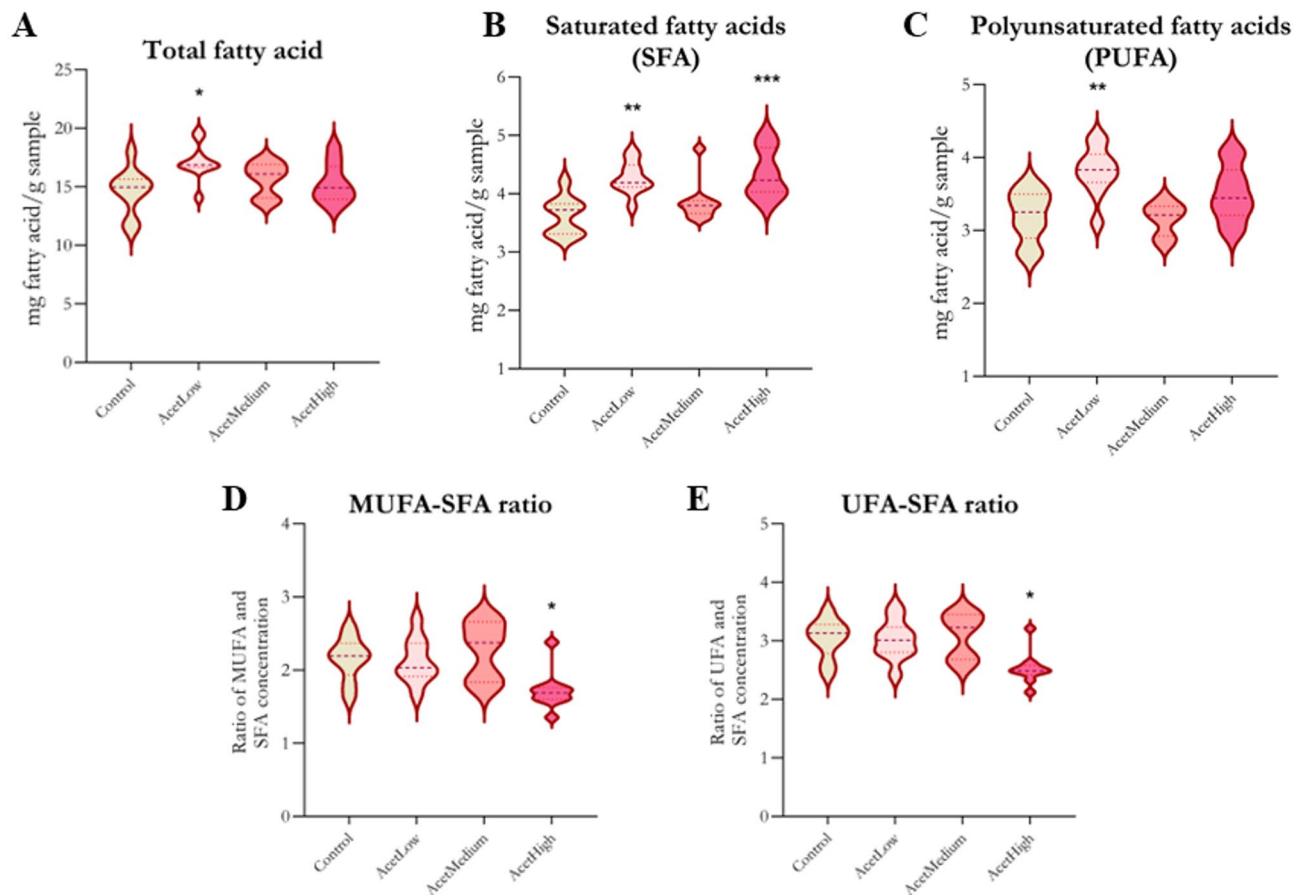 A
Total fatty acid
mg fatty acid/g sample
25
20
15
10
5
0
*
Control
AcetLow
AcetMedium
AcetHigh
B
Saturated fatty acids
(SFA)
mg fatty acid/g sample
6
5
4
3
2
1
**
***
Control
AcetLow
AcetMedium
AcetHigh
C
Polyunsaturated fatty acids
(PUFA)
mg fatty acid/g sample
5
4
3
2
1
**
Control
AcetLow
AcetMedium
AcetHigh
D
MUFA-SFA ratio
Ratio of MUFA and
SFA concentration
4
3
2
1
0
*
Control
AcetLow
AcetMedium
AcetHigh
E
UFA-SFA ratio
Ratio of UFA and
SFA concentration
5
4
3
2
1
0
*
Control
AcetLow
AcetMedium
AcetHigh